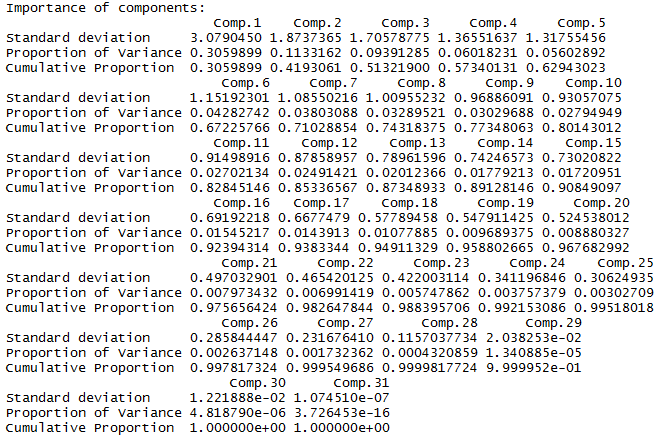 Importance of components:
Comp.1 Comp.2 Comp.3 Comp.4 Comp.5
Standard deviation 3.0790450 1.8737365 1.70578775 1.36551637 1.31755456
Proportion of Variance 0.3059899 0.1133162 0.09391285 0.06018231 0.05602892
Cumulative Proportion 0.3059899 0.4193061 0.51321900 0.57340131 0.62943023
Comp.6 Comp.7 Comp.8 Comp.9 Comp.10
Standard deviation 1.15192301 1.08550216 1.00955232 0.96886091 0.93057075
Proportion of Variance 0.04282742 0.03803088 0.03289521 0.03029688 0.02794949
Cumulative Proportion 0.67225766 0.71028854 0.74318375 0.77348063 0.80143012
Comp.11 Comp.12 Comp.13 Comp.14 Comp.15
Standard deviation 0.91498916 0.87858957 0.78961596 0.74246573 0.73020822
Proportion of Variance 0.02702134 0.02491421 0.02012366 0.01779213 0.01720951
Cumulative Proportion 0.82845146 0.85336567 0.87348933 0.89128146 0.90849097
Comp.16 Comp.17 Comp.18 Comp.19 Comp.20
Standard deviation 0.69192218 0.6677479 0.57789458 0.547911425 0.524538012
Proportion of Variance 0.01545217 0.0143913 0.01077885 0.009689375 0.008880327
Cumulative Proportion 0.92394314 0.9383344 0.94911329 0.958802665 0.967682992
Comp.21 Comp.22 Comp.23 Comp.24 Comp.25
Standard deviation 0.497032901 0.465420125 0.422003114 0.341196846 0.30624935
Proportion of Variance 0.007973432 0.006991419 0.005747862 0.003757379 0.00302709
Cumulative Proportion 0.975656424 0.982647844 0.988395706 0.992153086 0.99518018
Comp.26 Comp.27 Comp.28 Comp.29
Standard deviation 0.285844447 0.231676410 0.1157037734 2.038253e-02
Proportion of Variance 0.002637148 0.001732362 0.0004320859 1.340885e-05
Cumulative Proportion 0.997817324 0.999549686 0.9999817724 9.999952e-01
Comp.30 Comp.31
Standard deviation 1.221888e-02 1.074510e-07
Proportion of Variance 4.818790e-06 3.726453e-16
Cumulative Proportion 1.000000e+00 1.000000e+00